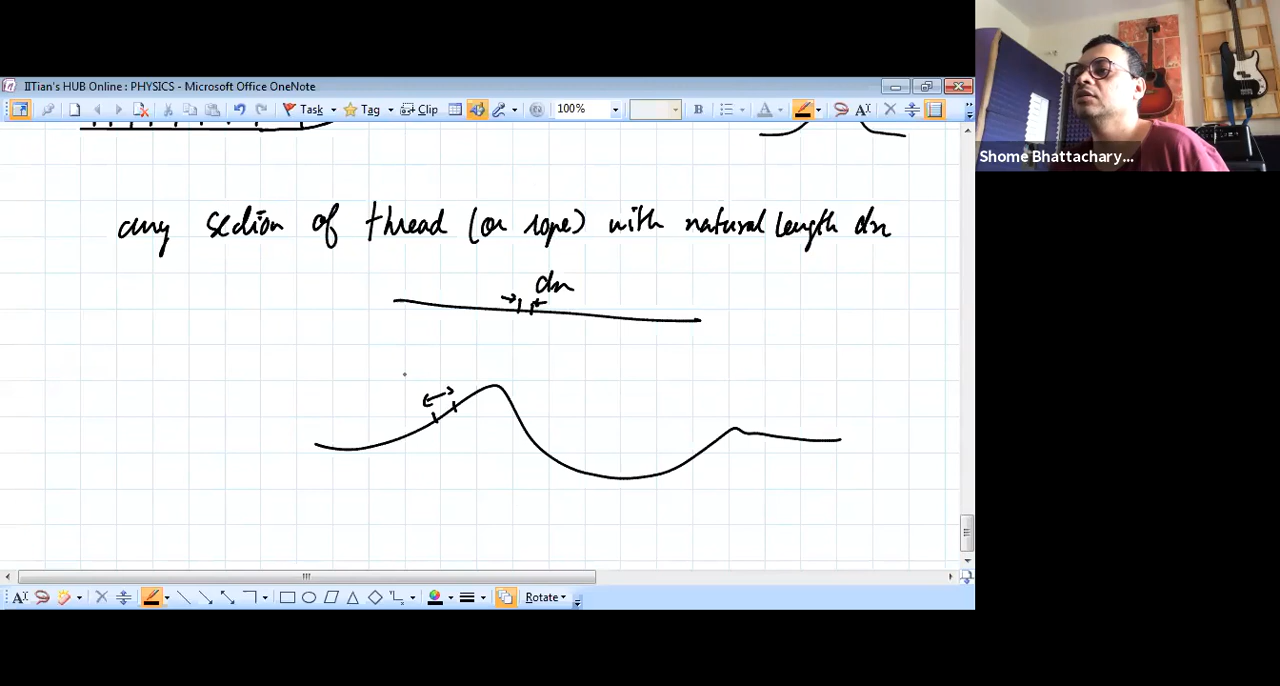 IITian's HUB Online : PHYSICS - Microsoft Office OneNote
Task Tag Clip 100% B
Shome Bhattachary...
any section of thread (or rope) with natural length dx
dx
Rotate